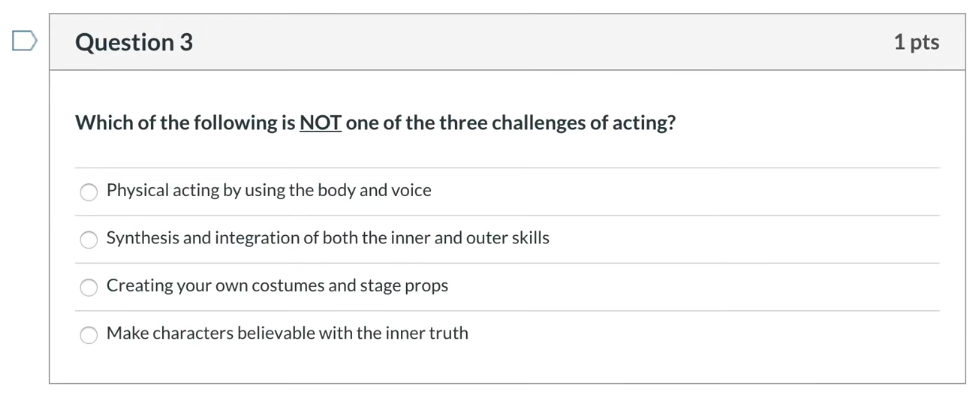 Question 3
1 pts
Which of the following is NOT one of the three challenges of acting?
Physical acting by using the body and voice
Synthesis and integration of both the inner and outer skills
Creating your own costumes and stage props
Make characters believable with the inner truth